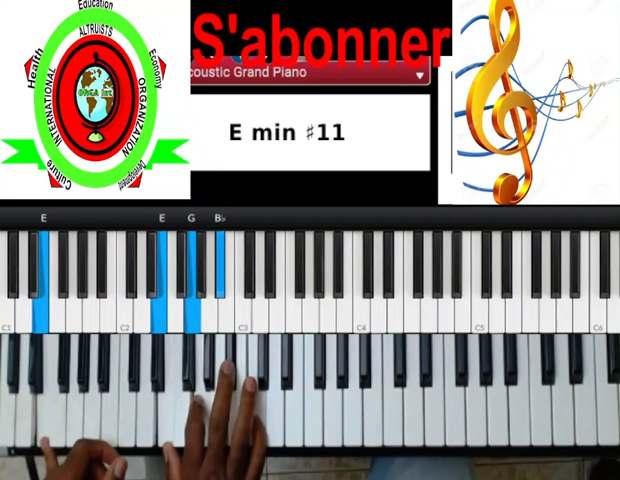 S'abonner
Education
ALTRUISTS
Health
Economy
INTERNATIONAL
ORGANIZATION
Culture
Development
coustic Grand Piano
E min ♯11
E E G B♭
C1 C2 C3 C4 C5 C6